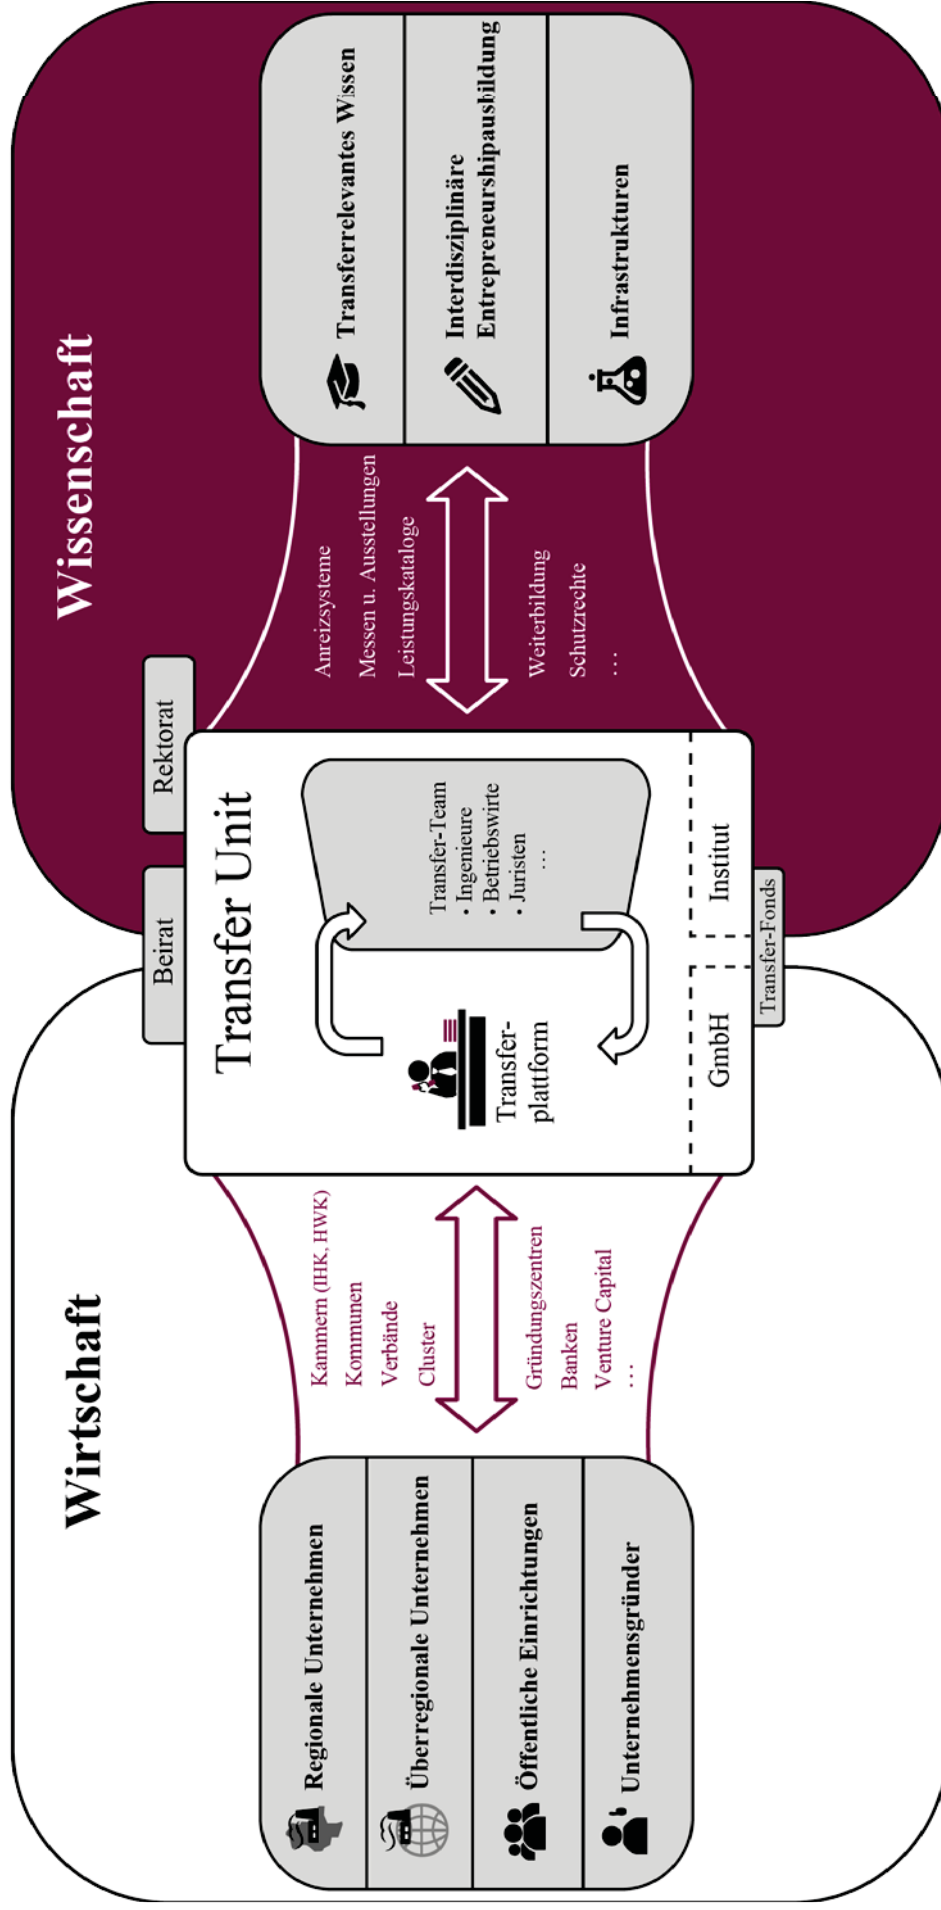 Wirtschaft
Wissenschaft
Beirat
Rektorat
Transfer Unit
Regionale Unternehmen
Überregionale Unternehmen
Öffentliche Einrichtungen
Unternehmensgründer
Kammern (IHK, HWK)
Kommunen
Verbände
Cluster
Gründungszentren
Banken
Venture Capital
...
Transfer-
plattform
Transfer-Team
• Ingenieure
• Betriebswirte
• Juristen
...
GmbH
Institut
Transfer-Fonds
Anreizsysteme
Messen u. Ausstellungen
Leistungskataloge
Weiterbildung
Schutzrechte
...
Transferrelevantes Wissen
Interdisziplinäre
Entrepreneurshipausbildung
Infrastrukturen